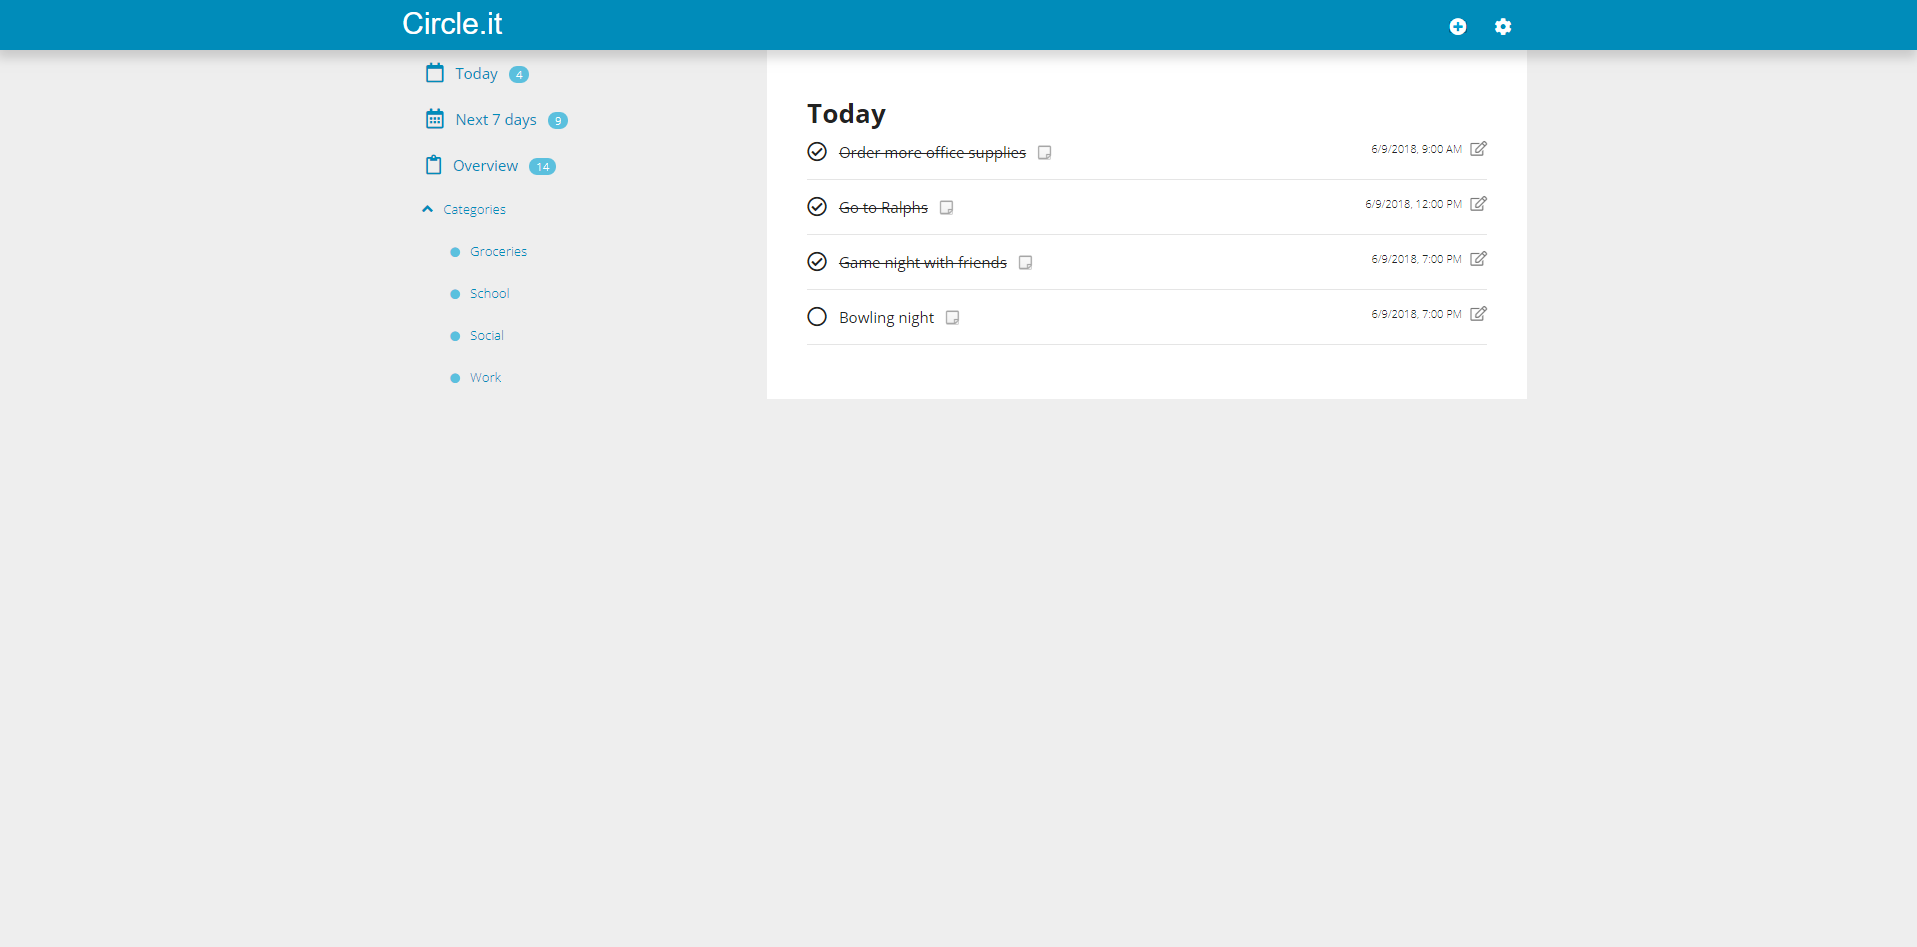 Circle.it
Today 4
Next 7 days 9
Overview 14
Categories
Groceries
School
Social
Work
Today
Order more office supplies 6/9/2018, 9:00 AM
Go to Ralphs 6/9/2018, 12:00 PM
Game night with friends 6/9/2018, 7:00 PM
Bowling night 6/9/2018, 7:00 PM